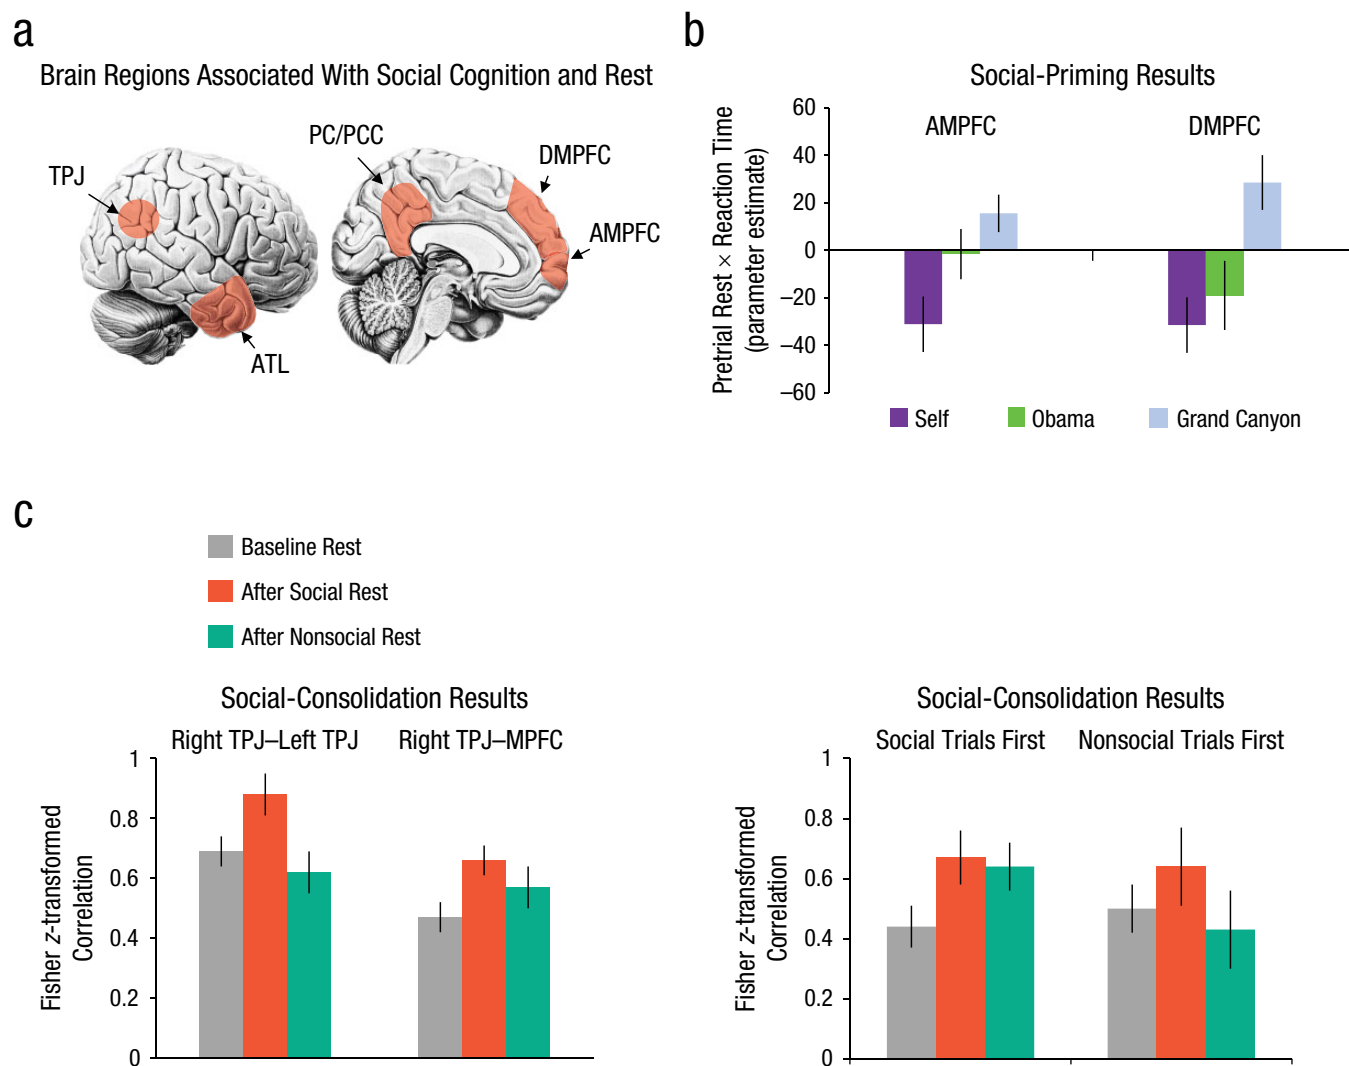 a
Brain Regions Associated With Social Cognition and Rest
TPJ
PC/PCC
DMPFC
AMPFC
ATL
b
Social-Priming Results
Pretrial Rest × Reaction Time
(parameter estimate)
60
40
20
0
–20
–40
–60
AMPFC
DMPFC
Self
Obama
Grand Canyon
c
Baseline Rest
After Social Rest
After Nonsocial Rest
Social-Consolidation Results
Right TPJ–Left TPJ
Right TPJ–MPFC
Fisher z-transformed
Correlation
1
0.8
0.6
0.4
0.2
0
Social-Consolidation Results
Social Trials First
Nonsocial Trials First
Fisher z-transformed
Correlation
1
0.8
0.6
0.4
0.2
0